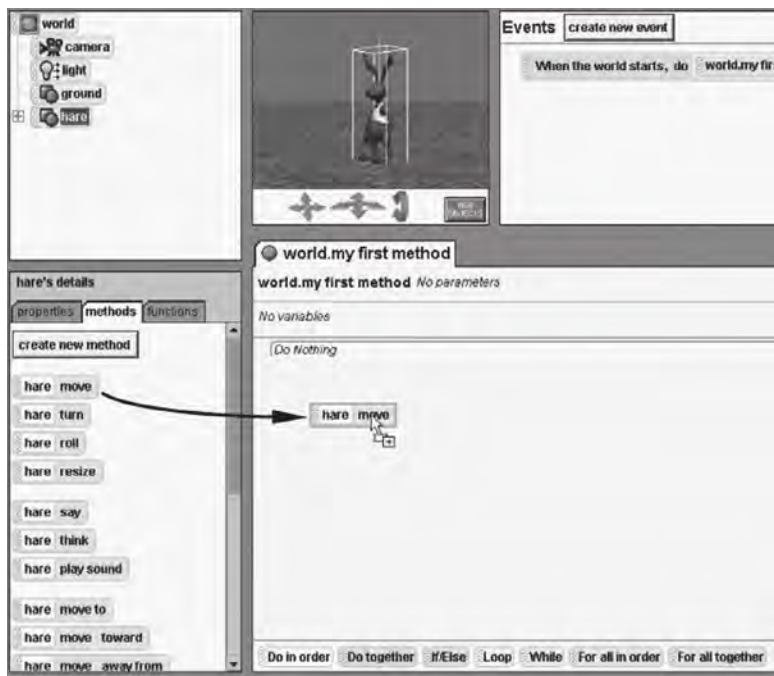 world
camera
light
ground
hare
Events create new event
When the world starts, do world.my firs
ADD OBJECTS
hare's details
properties methods functions
create new method
hare move
hare turn
hare roll
hare resize
hare say
hare think
hare play sound
hare move to
hare move toward
hare move away from
world.my first method
world.my first method No parameters
No variables
Do Nothing
hare move
Do in order Do together If/Else Loop While For all in order For all together